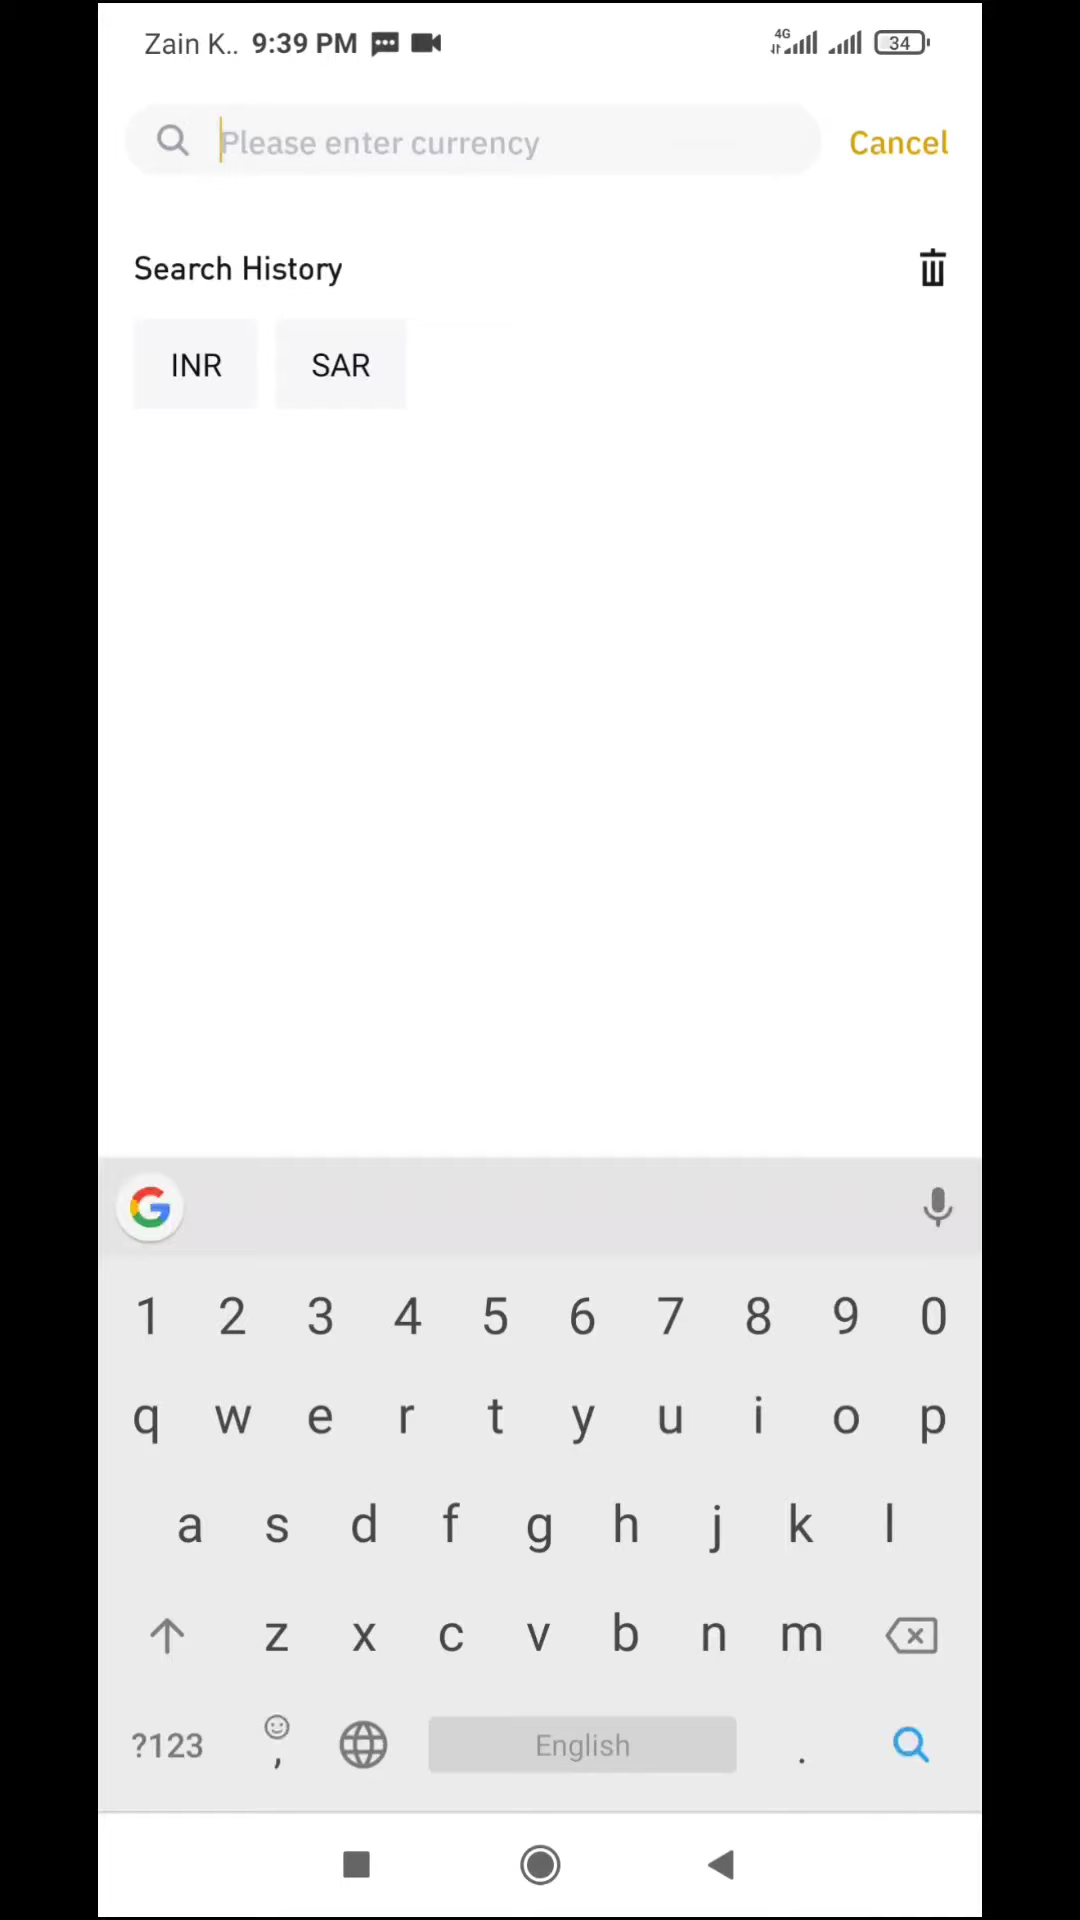 Zain K.. 9:39 PM 4G 34
Please enter currency Cancel
Search History
INR SAR
1 2 3 4 5 6 7 8 9 0
q w e r t y u i o p
a s d f g h j k l
z x c v b n m
?123 , English .